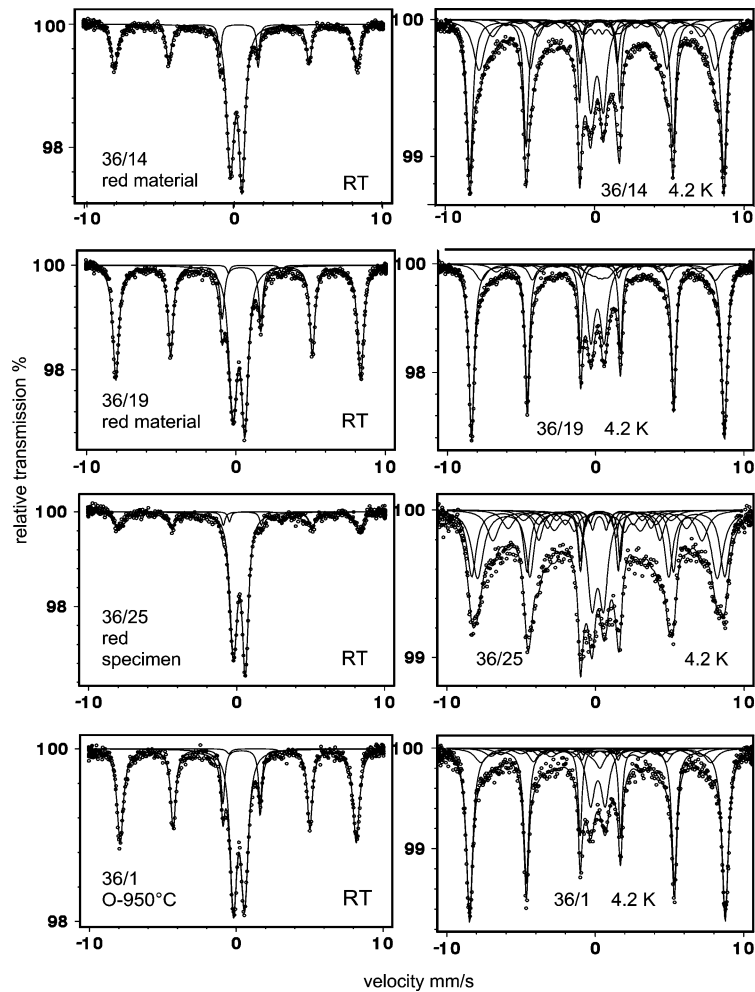 100
98
36/14
red material
RT
-10
0
10
100
99
36/14 4.2 K
-10
0
10
100
98
36/19
red material
RT
-10
0
10
100
98
36/19 4.2 K
-10
0
10
relative transmission %
100
98
36/25
red
specimen
RT
-10
0
10
100
99
36/25 4.2 K
-10
0
10
100
98
36/1
O-950°C
RT
-10
0
10
100
99
36/1 4.2 K
-10
0
10
velocity mm/s